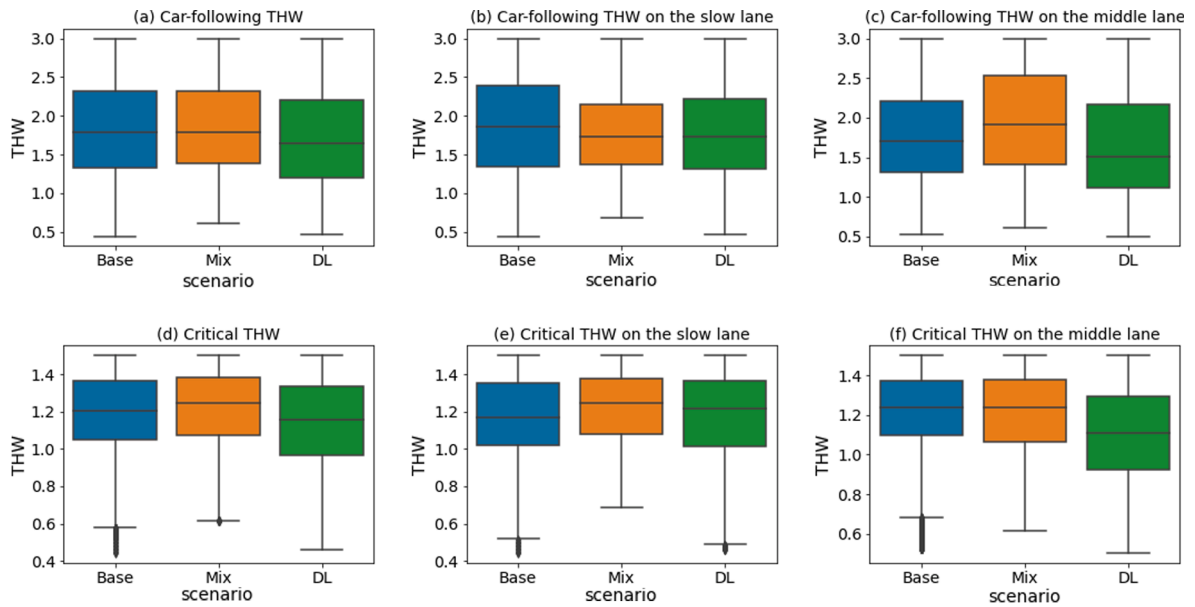 (a) Car-following THW
3.0
2.5
2.0
1.5
1.0
0.5
THW
Base Mix DL
scenario
(b) Car-following THW on the slow lane
3.0
2.5
2.0
1.5
1.0
0.5
THW
Base Mix DL
scenario
(c) Car-following THW on the middle lane
3.0
2.5
2.0
1.5
1.0
0.5
THW
Base Mix DL
scenario
(d) Critical THW
1.4
1.2
1.0
0.8
0.6
0.4
THW
Base Mix DL
scenario
(e) Critical THW on the slow lane
1.4
1.2
1.0
0.8
0.6
0.4
THW
Base Mix DL
scenario
(f) Critical THW on the middle lane
1.4
1.2
1.0
0.8
0.6
THW
Base Mix DL
scenario